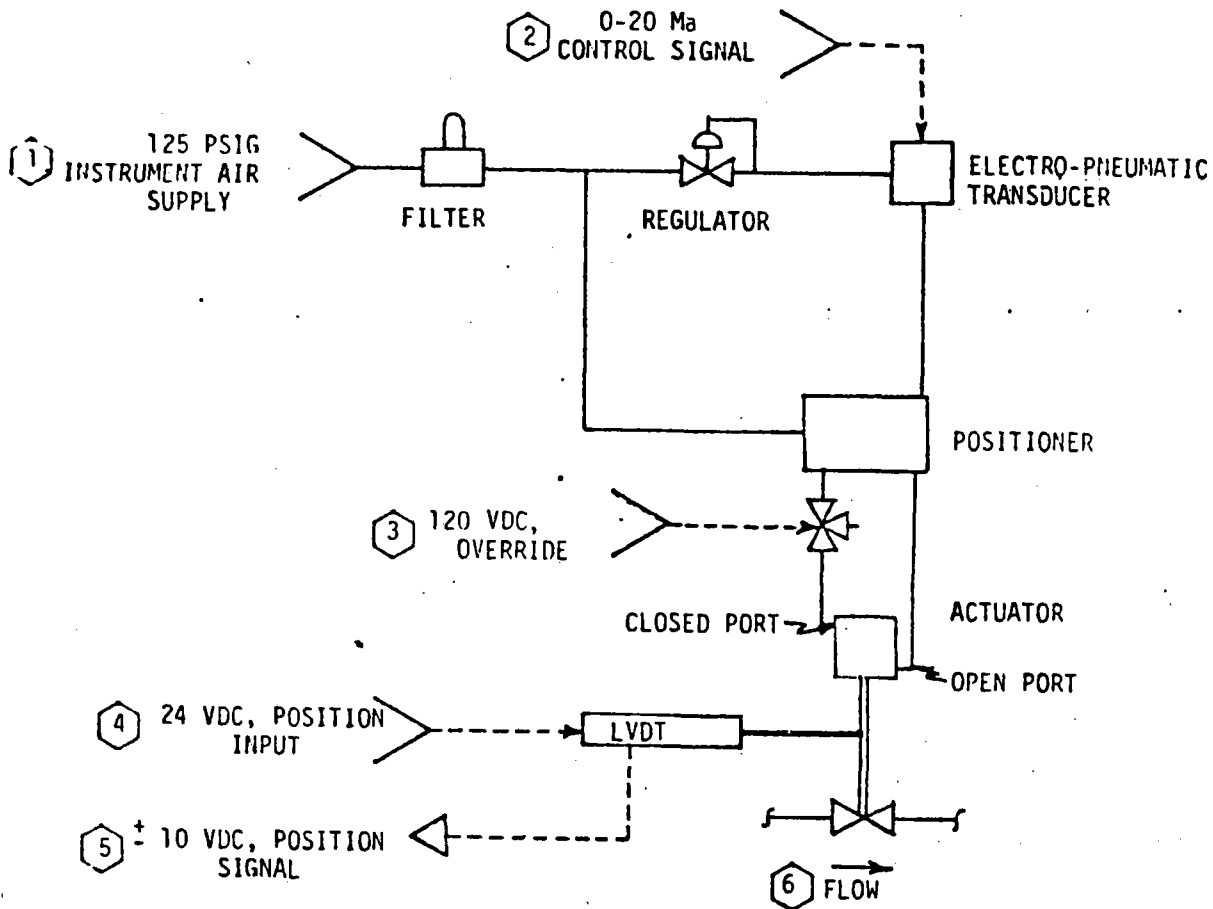 2
0-20 Ma
CONTROL SIGNAL
1
125 PSIG
INSTRUMENT AIR
SUPPLY
FILTER
REGULATOR
ELECTRO-PNEUMATIC
TRANSDUCER
POSITIONER
3
120 VDC,
OVERRIDE
CLOSED PORT
ACTUATOR
OPEN PORT
4
24 VDC, POSITION
INPUT
LVDT
5
± 10 VDC, POSITION
SIGNAL
6
FLOW